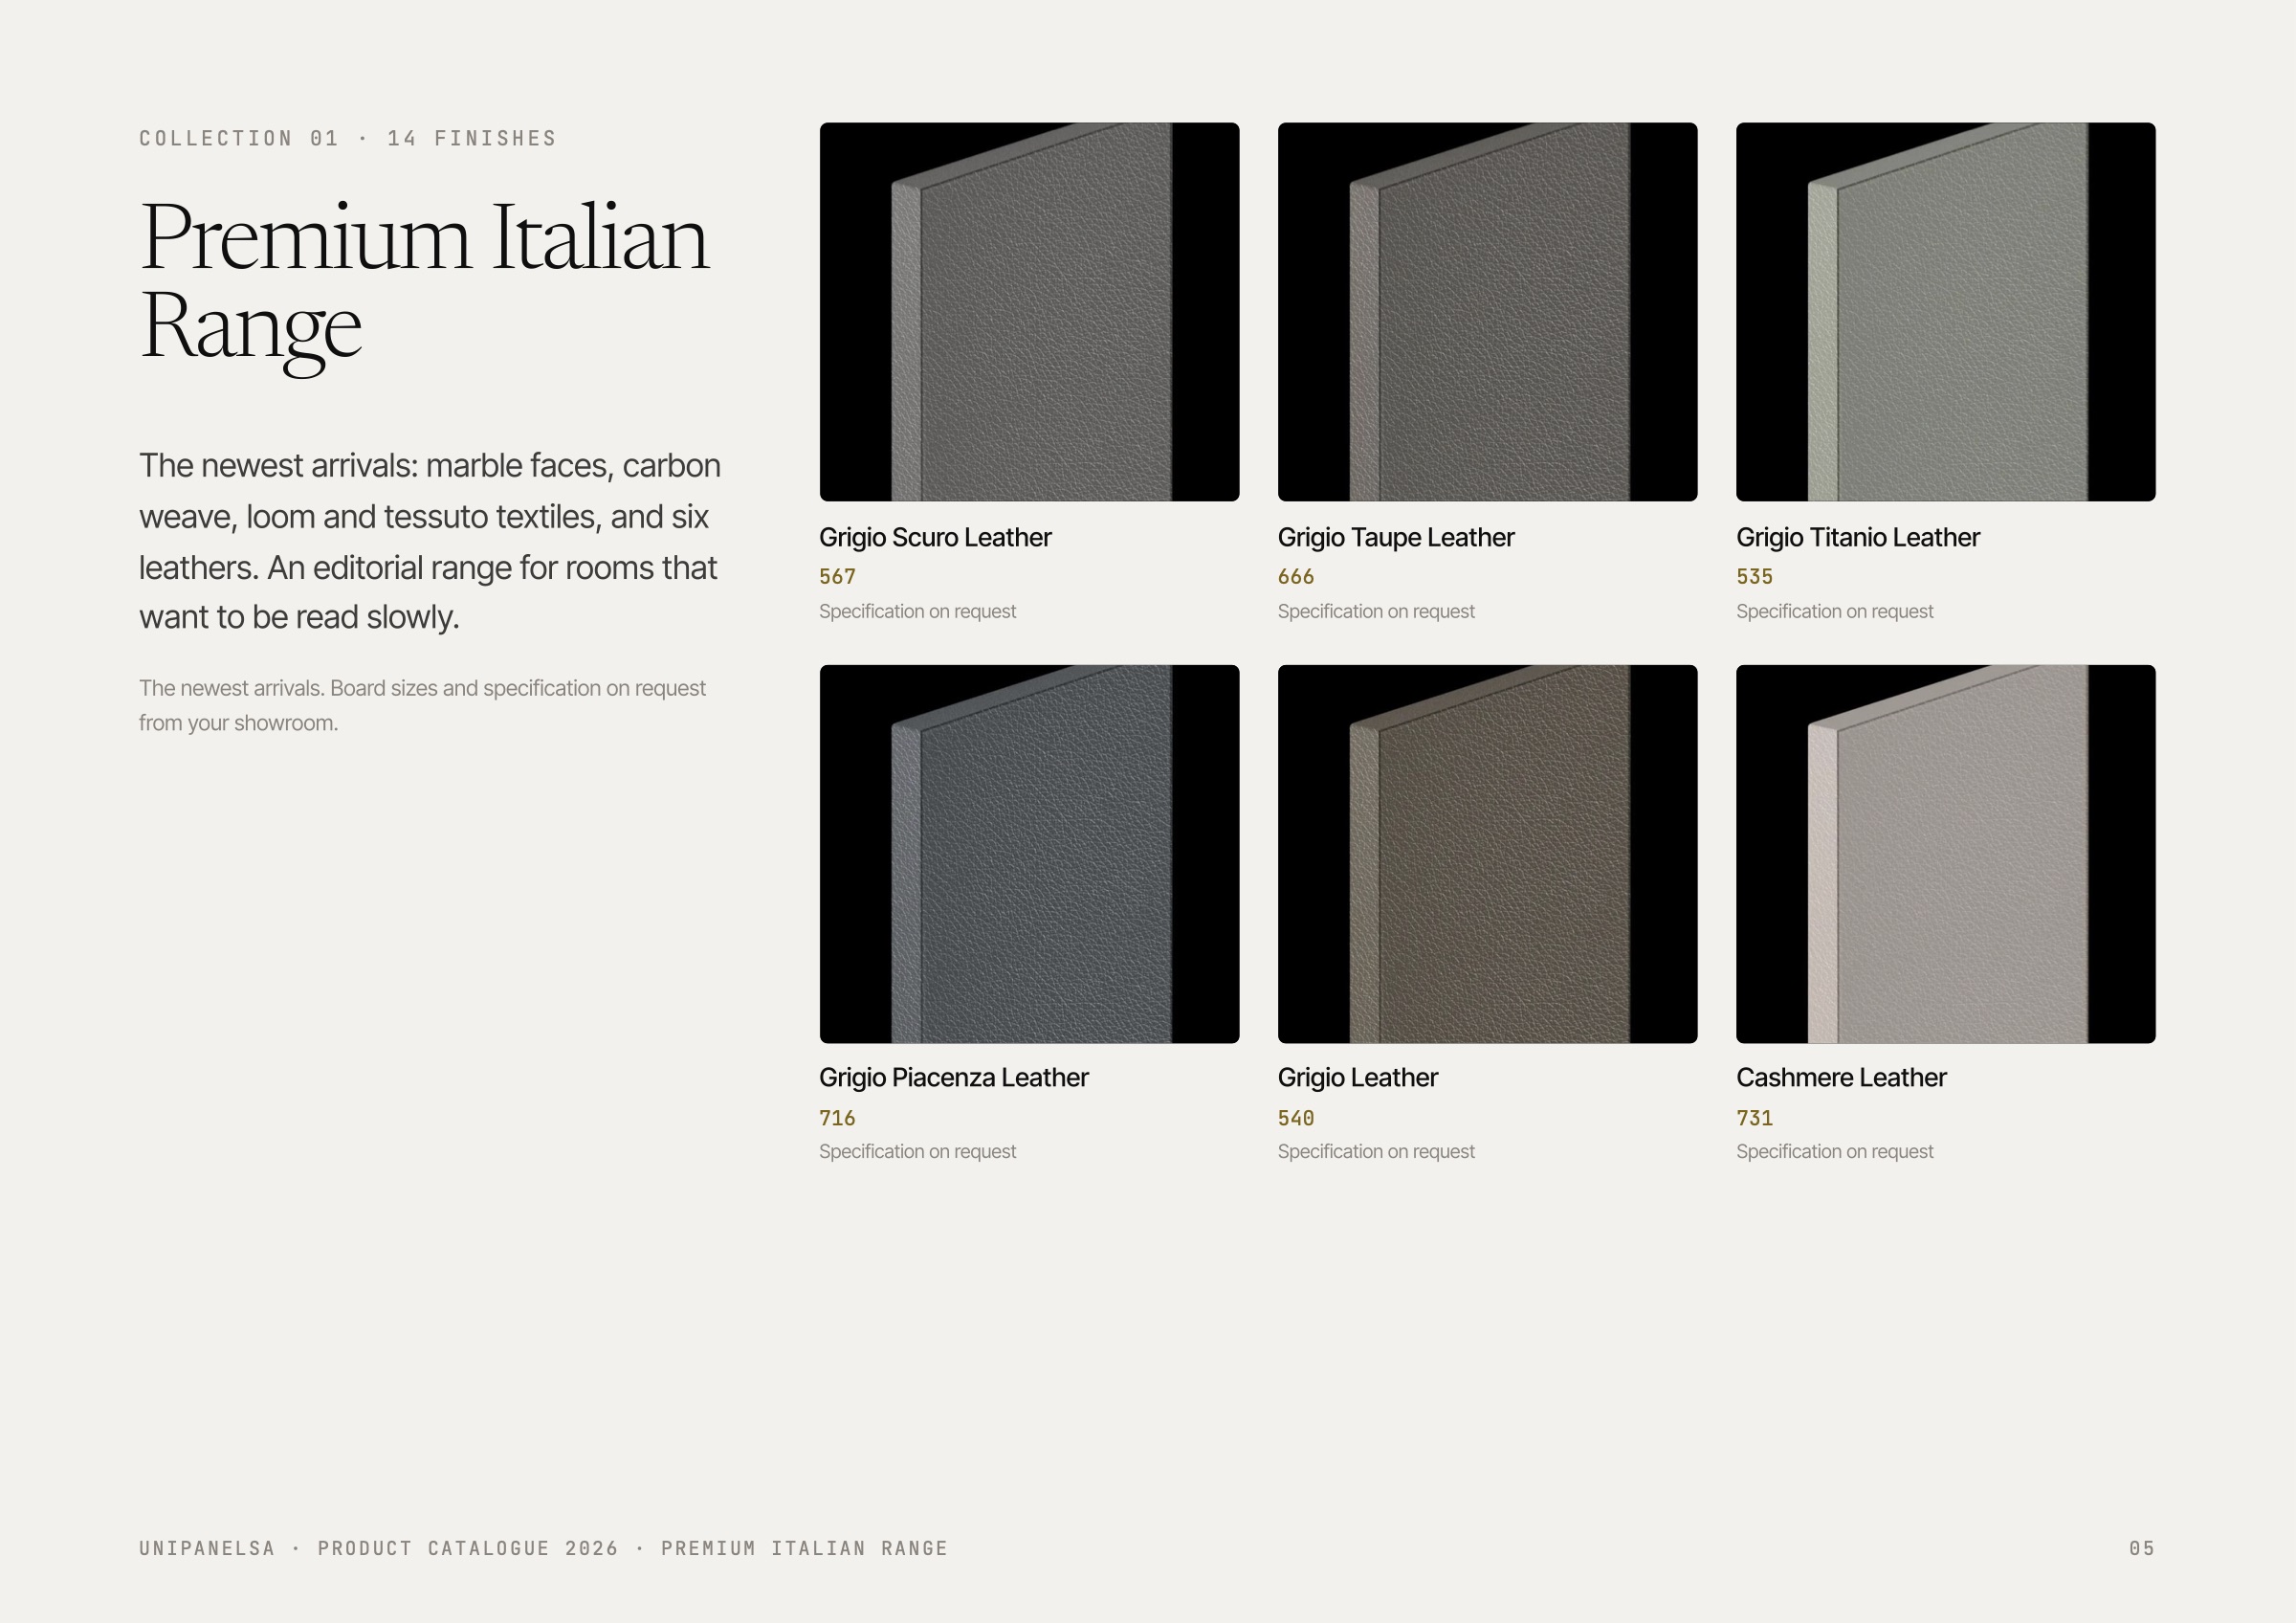 COLLECTION 01 · 14 FINISHES
Premium Italian
Range
The newest arrivals: marble faces, carbon
weave, loom and tessuto textiles, and six
leathers. An editorial range for rooms that
want to be read slowly.
The newest arrivals. Board sizes and specification on request
from your showroom.
Grigio Scuro Leather
567
Specification on request
Grigio Taupe Leather
666
Specification on request
Grigio Titanio Leather
535
Specification on request
Grigio Piacenza Leather
716
Specification on request
Grigio Leather
540
Specification on request
Cashmere Leather
731
Specification on request
UNIPANELSA · PRODUCT CATALOGUE 2026 · PREMIUM ITALIAN RANGE
05